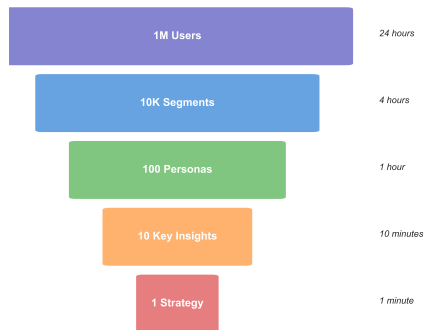 1M Users
24 hours
10K Segments
4 hours
100 Personas
1 hour
10 Key Insights
10 minutes
1 Strategy
1 minute